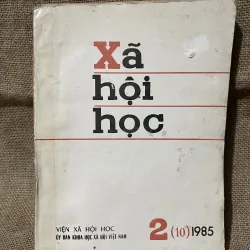 Xã
hội
học
VIỆN XÃ HỘI HỌC
ỦY BAN KHOA HỌC XÃ HỘI VIỆT NAM
2 (10) 1985